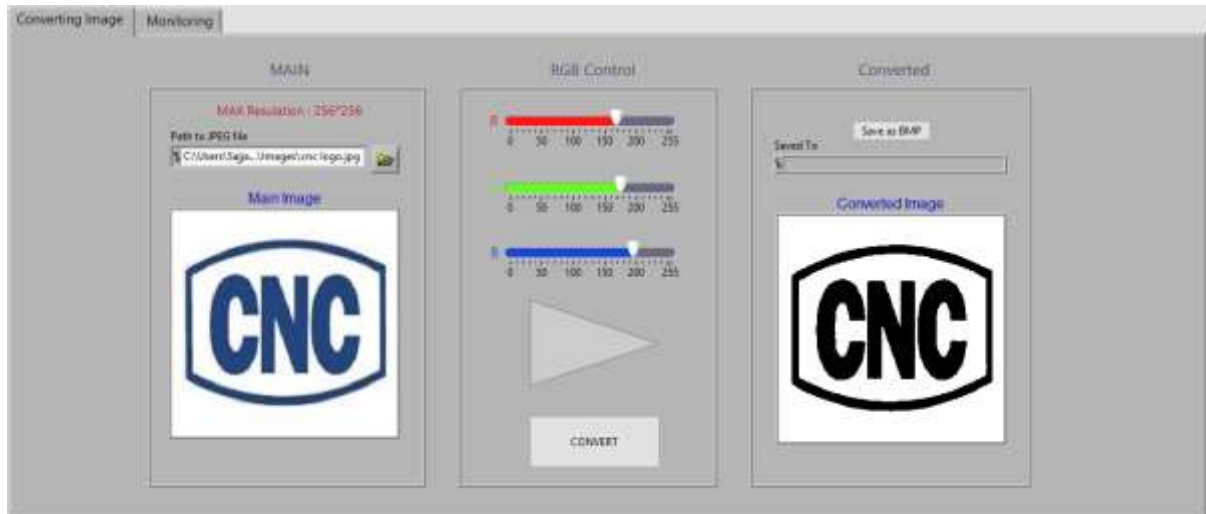 Converting Image
Monitoring
MAIN
MAX Resulation : 256*256
Path to JPEG file
C:\Users\Saja...\Images\cnc logo.jpg
Main Image
CNC
RGB Control
R
0 50 100 150 200 255
0 50 100 150 200 255
B
0 50 100 150 200 255
CONVERT
Converted
Save as BMP
Saved To
Converted Image
CNC